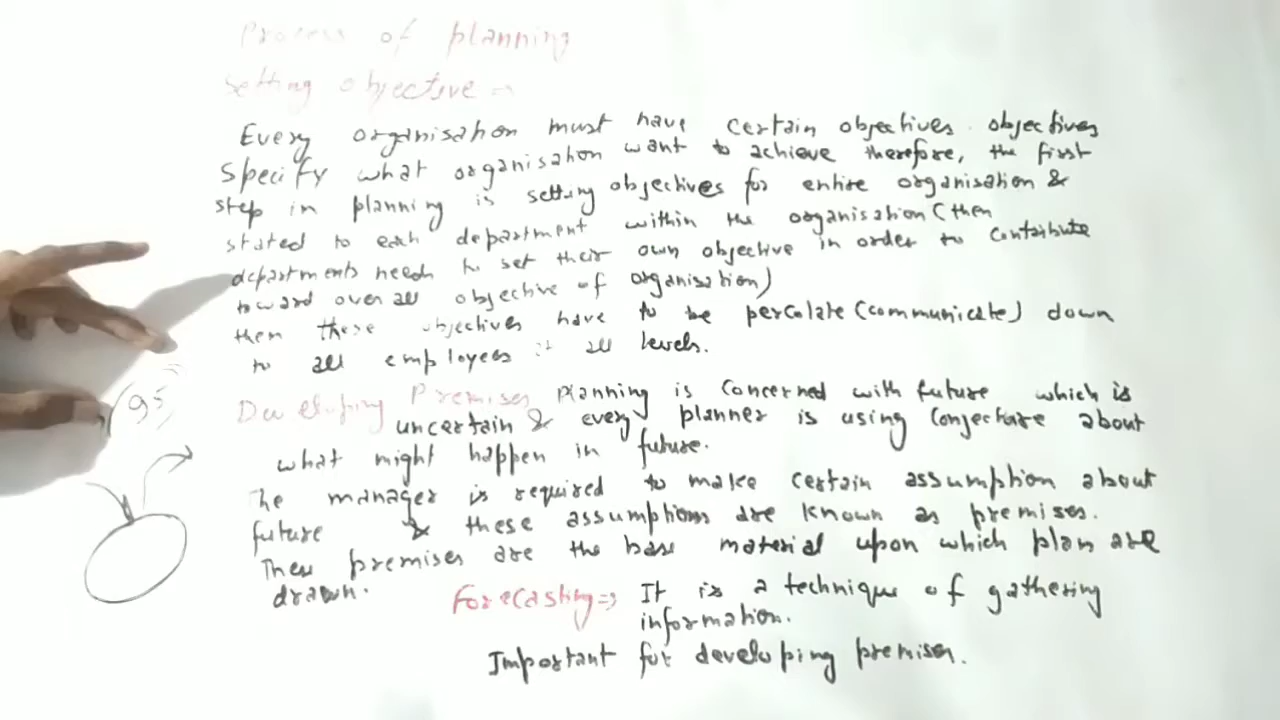 Process of planning
Setting Objective ⇒
Every organisation must have certain objectives. objectives
specify what organisation want to achieve therefore, the first
step in planning is setting objectives for entire organisation &
stated to each department within the organisation (then
departments need to set their own objective in order to contribute
toward over all objective of organisation)
then these objectives have to be percolate (communicate) down
to all employees at all levels.
Developing Premises planning is concerned with future which is
uncertain & every planner is using conjecture about
what might happen in future.
The manager is required to make certain assumption about
future & these assumptions are known as premises.
These premises are the base material upon which plan are
drawn.
Forecasting ⇒ It is a technique of gathering
information.
Important for developing premises.